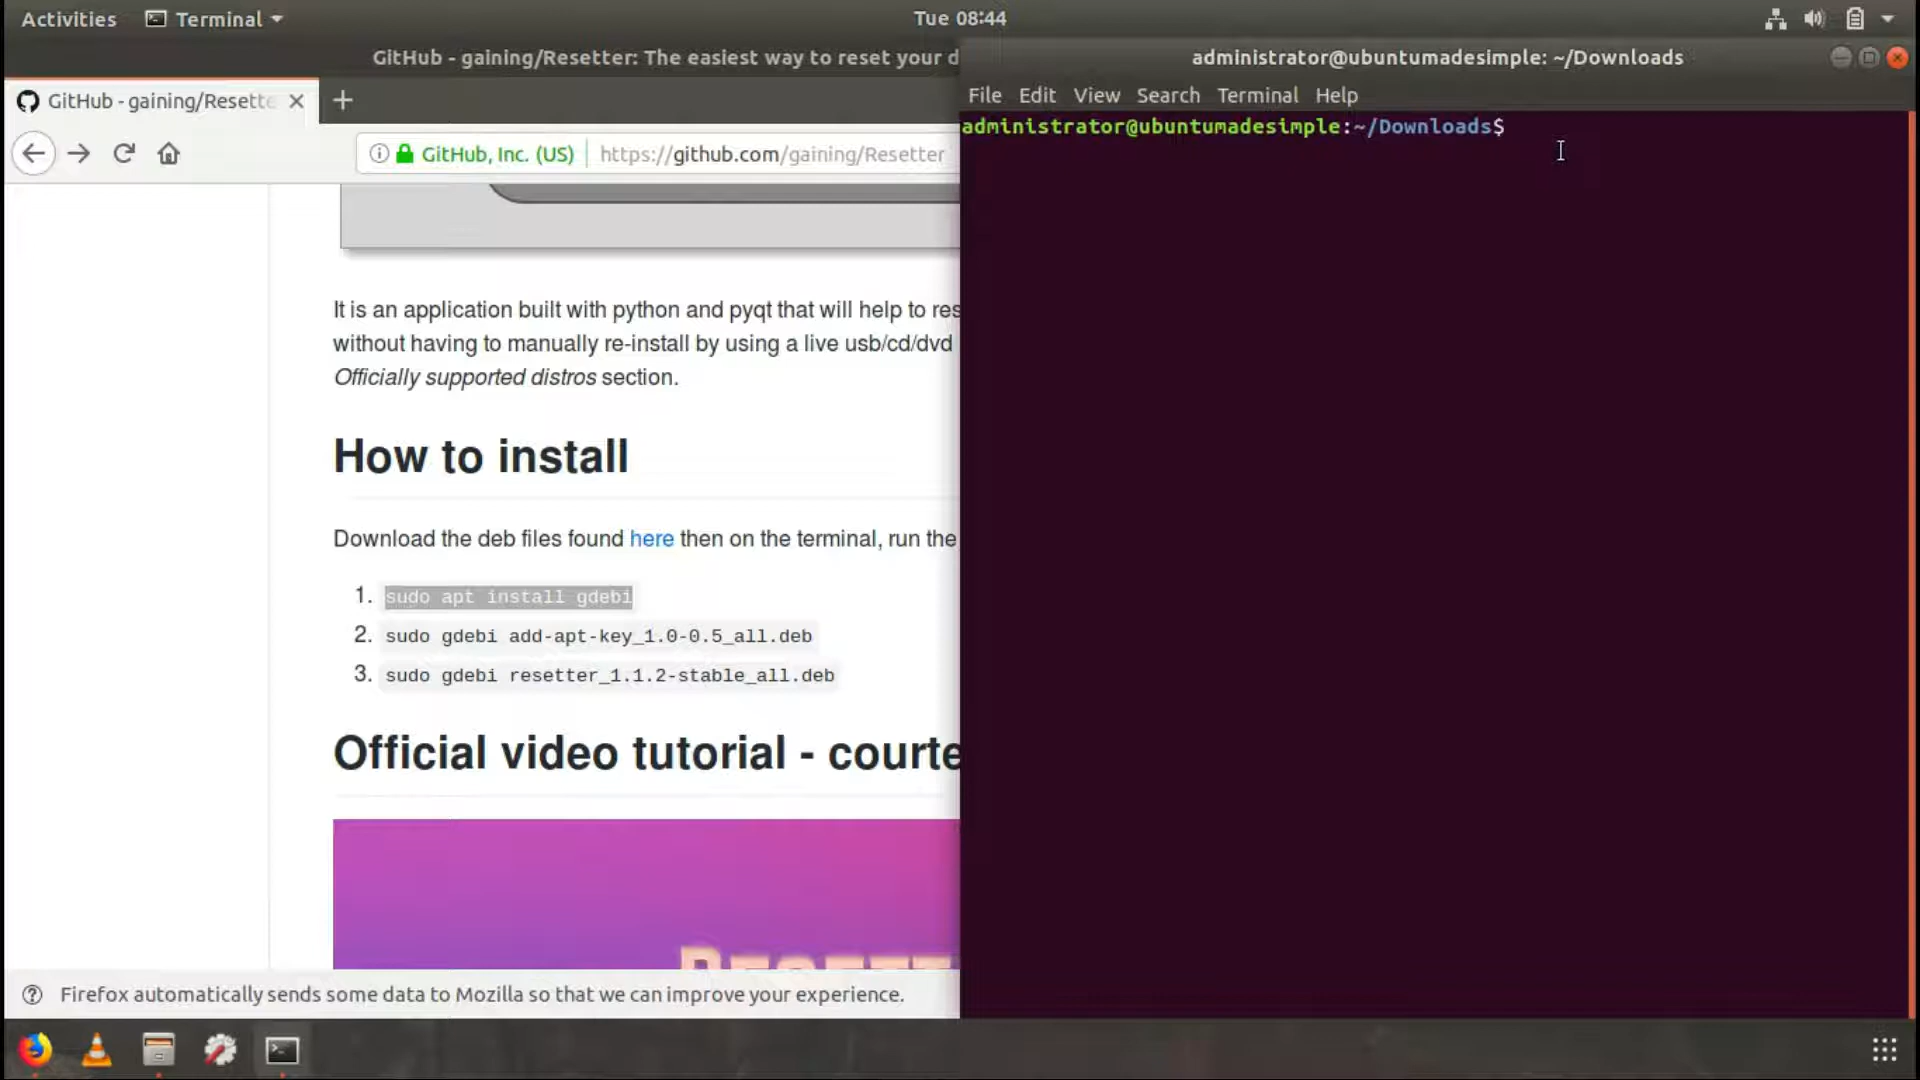 Activities Terminal Tue 08:44
GitHub - gaining/Resetter: The easiest way to reset your d
GitHub - gaining/Resette
GitHub, Inc. (US) https://github.com/gaining/Resetter
It is an application built with python and pyqt that will help to res
without having to manually re-install by using a live usb/cd/dvd
Officially supported distros section.
How to install
Download the deb files found here then on the terminal, run the
1. sudo apt install gdebi
2. sudo gdebi add-apt-key_1.0-0.5_all.deb
3. sudo gdebi resetter_1.1.2-stable_all.deb
Official video tutorial - courte
Firefox automatically sends some data to Mozilla so that we can improve your experience.
administrator@ubuntumadesimple: ~/Downloads
File Edit View Search Terminal Help
administrator@ubuntumadesimple:~/Downloads$